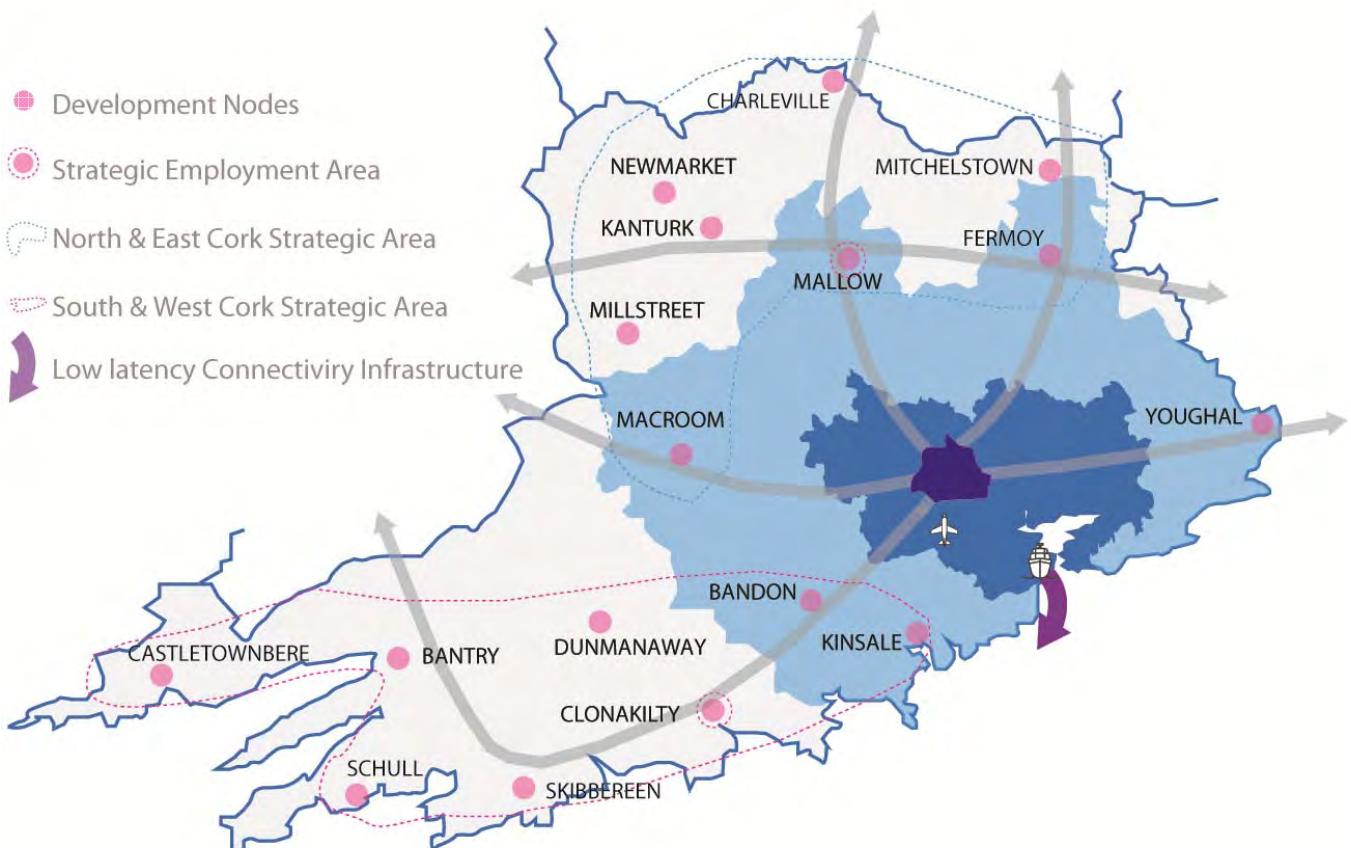 Development Nodes
Strategic Employment Area
North & East Cork Strategic Area
South & West Cork Strategic Area
Low latency Connectiviry Infrastructure
CHARLEVILLE
NEWMARKET
MITCHELSTOWN
KANTURK
FERMOY
MALLOW
MILLSTREET
MACROOM
YOUGHAL
BANDON
DUNMANAWAY
KINSALE
CASTLETOWNBERE
BANTRY
CLONAKILTY
SCHULL
SKIBBEREEN